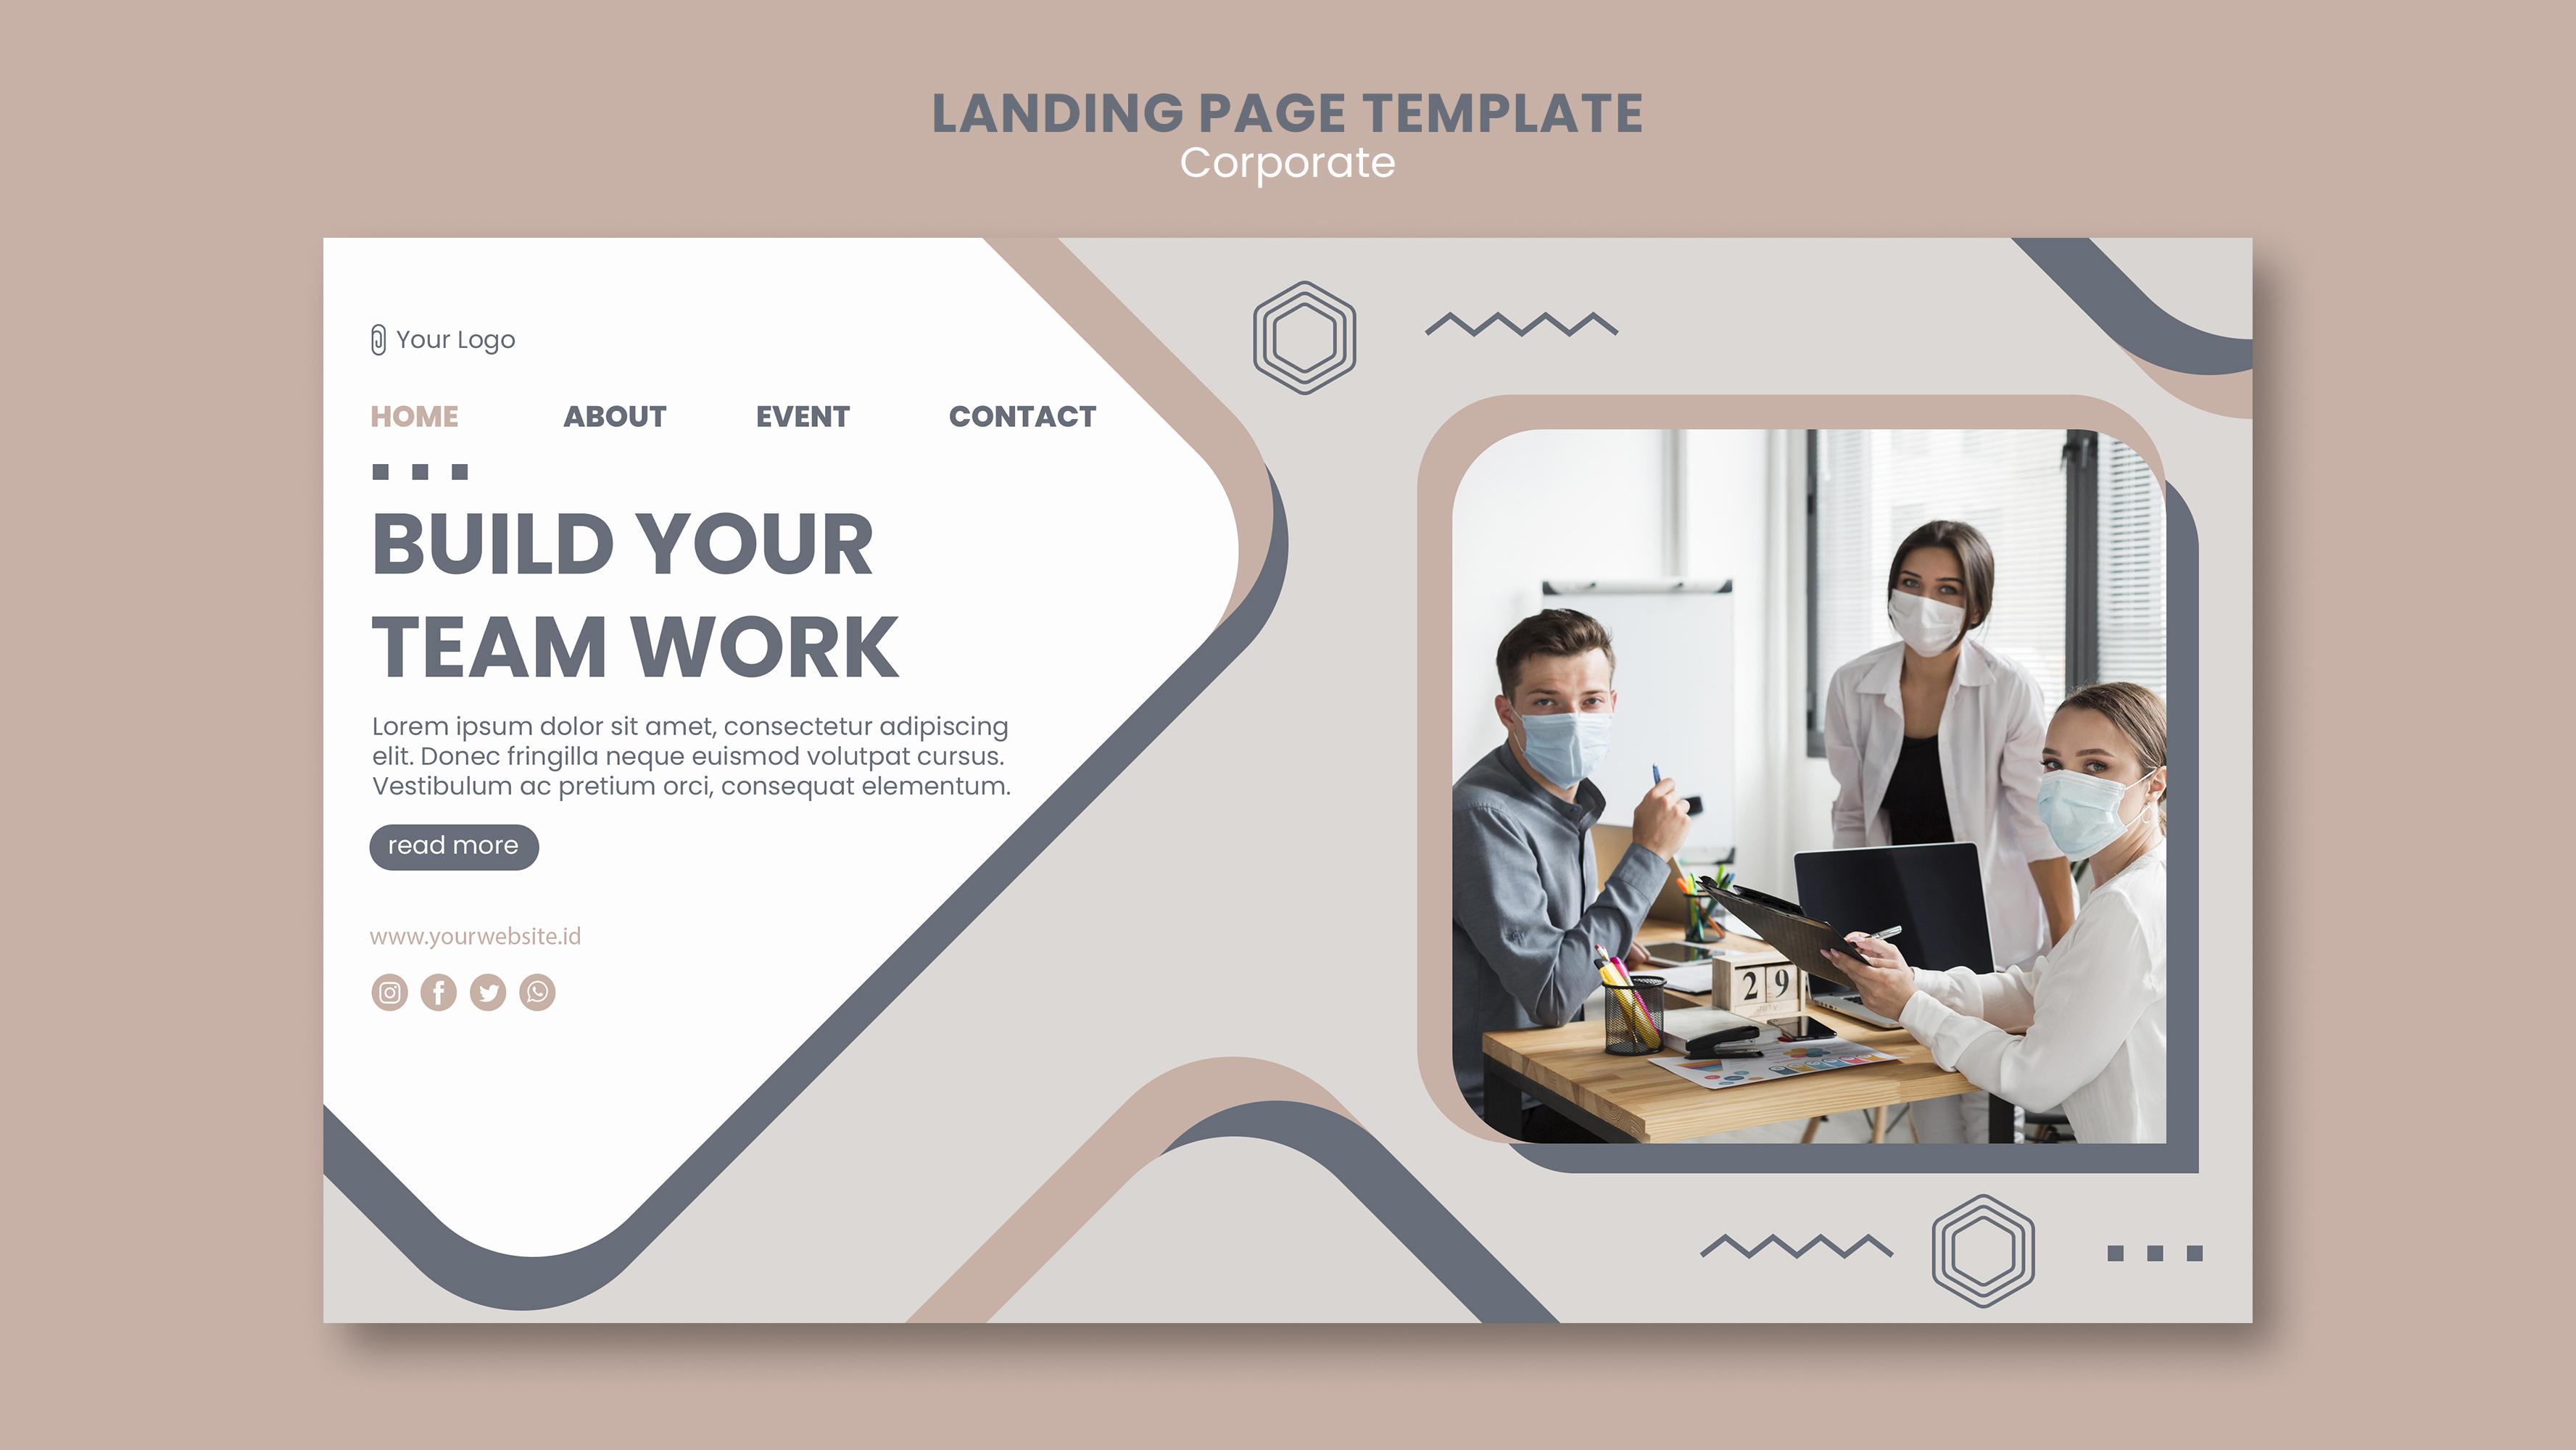 LANDING PAGE TEMPLATE
Corporate
Your Logo
HOME ABOUT EVENT CONTACT
BUILD YOUR
TEAM WORK
Lorem ipsum dolor sit amet, consectetur adipiscing
elit. Donec fringilla neque euismod volutpat cursus.
Vestibulum ac pretium orci, consequat elementum.
read more
www.yourwebsite.id
29